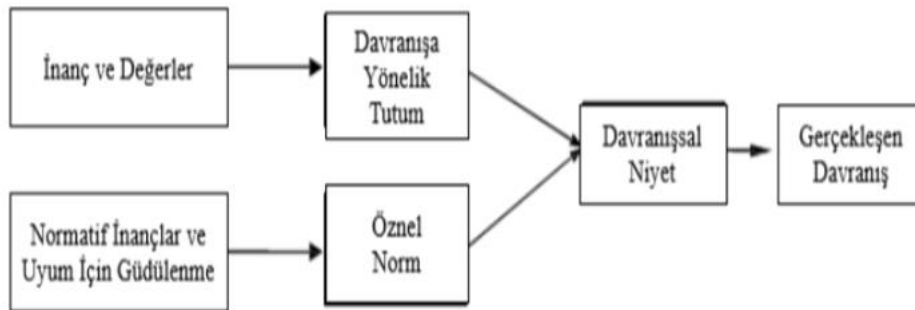 İnanç ve Değerler
Davranışa
Yönelik
Tutum
Normatif İnançlar ve
Uyum İçin Güdülenme
Öznel
Norm
Davranışsal
Niyet
Gerçekleşen
Davranış